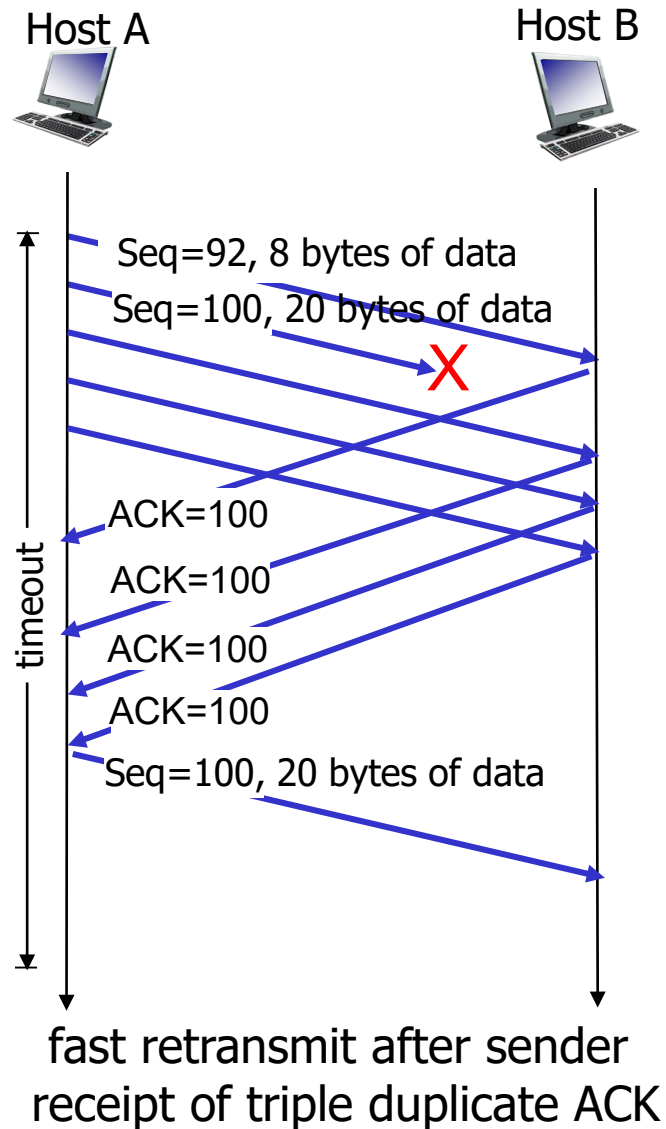 Host A
Host B
Seq=92, 8 bytes of data
Seq=100, 20 bytes of data
X
timeout
ACK=100
ACK=100
ACK=100
ACK=100
Seq=100, 20 bytes of data
fast retransmit after sender
receipt of triple duplicate ACK